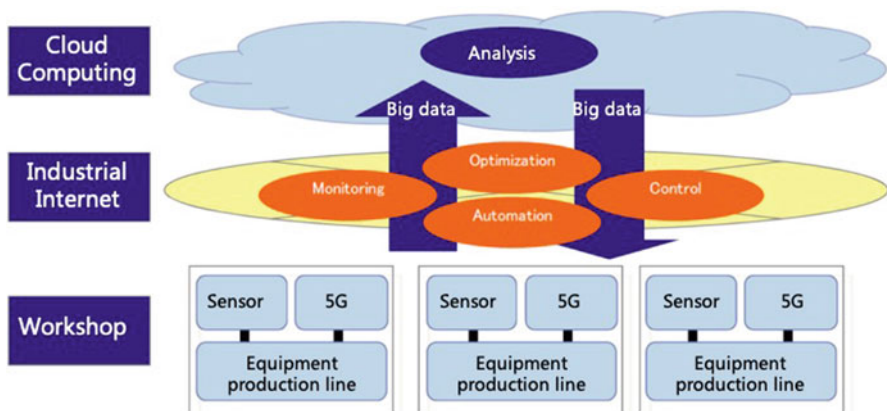 Cloud
Computing
Analysis
Big data
Big data
Industrial
Internet
Optimization
Monitoring
Control
Automation
Workshop
Sensor
5G
Equipment
production line
Sensor
5G
Equipment
production line
Sensor
5G
Equipment
production line